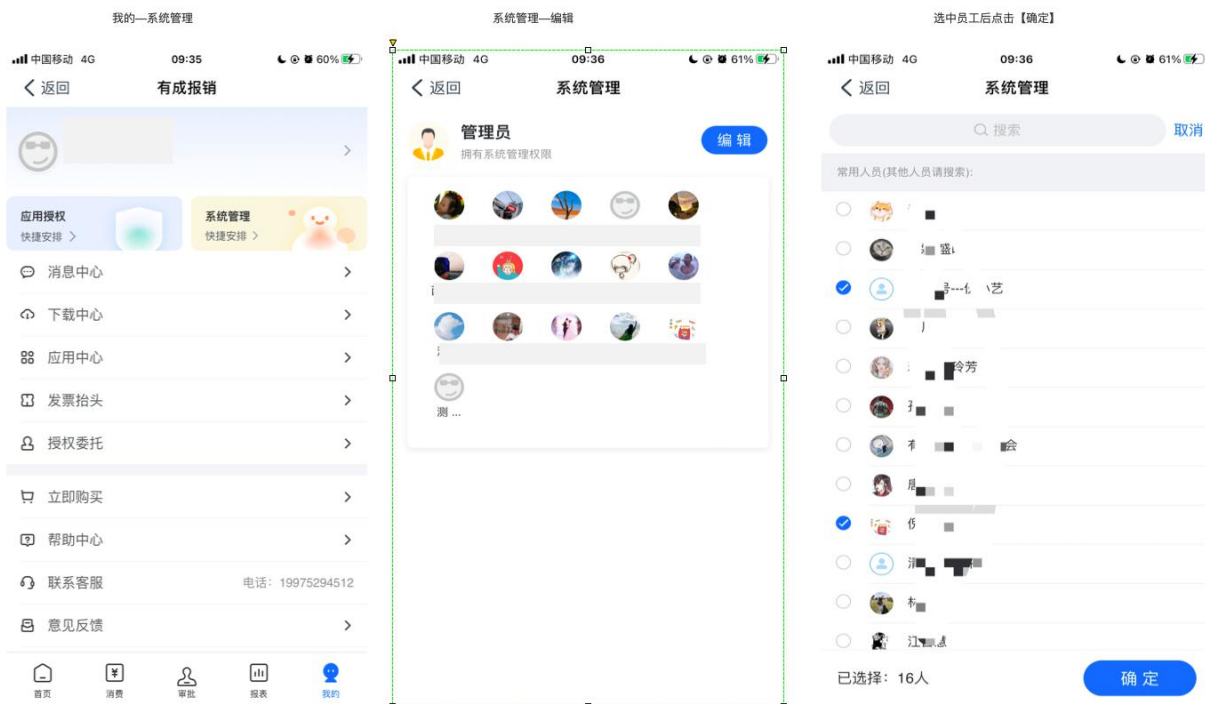 我的—系统管理
中国移动 4G 09:35 60%
返回 有成报销
应用授权
快捷安排
系统管理
快捷安排
消息中心
下载中心
应用中心
发票抬头
授权委托
立即购买
帮助中心
联系客服 电话：19975294512
意见反馈
首页 消费 审批 报表 我的
系统管理—编辑
中国移动 4G 09:36 61%
返回 系统管理
管理员
拥有系统管理权限
编辑
测 ...
选中员工后点击【确定】
中国移动 4G 09:36 61%
返回 系统管理
搜索 取消
常用人员(其他人员请搜索):
盛
艺
玲芳
有 会
唐
江
已选择：16人 确定